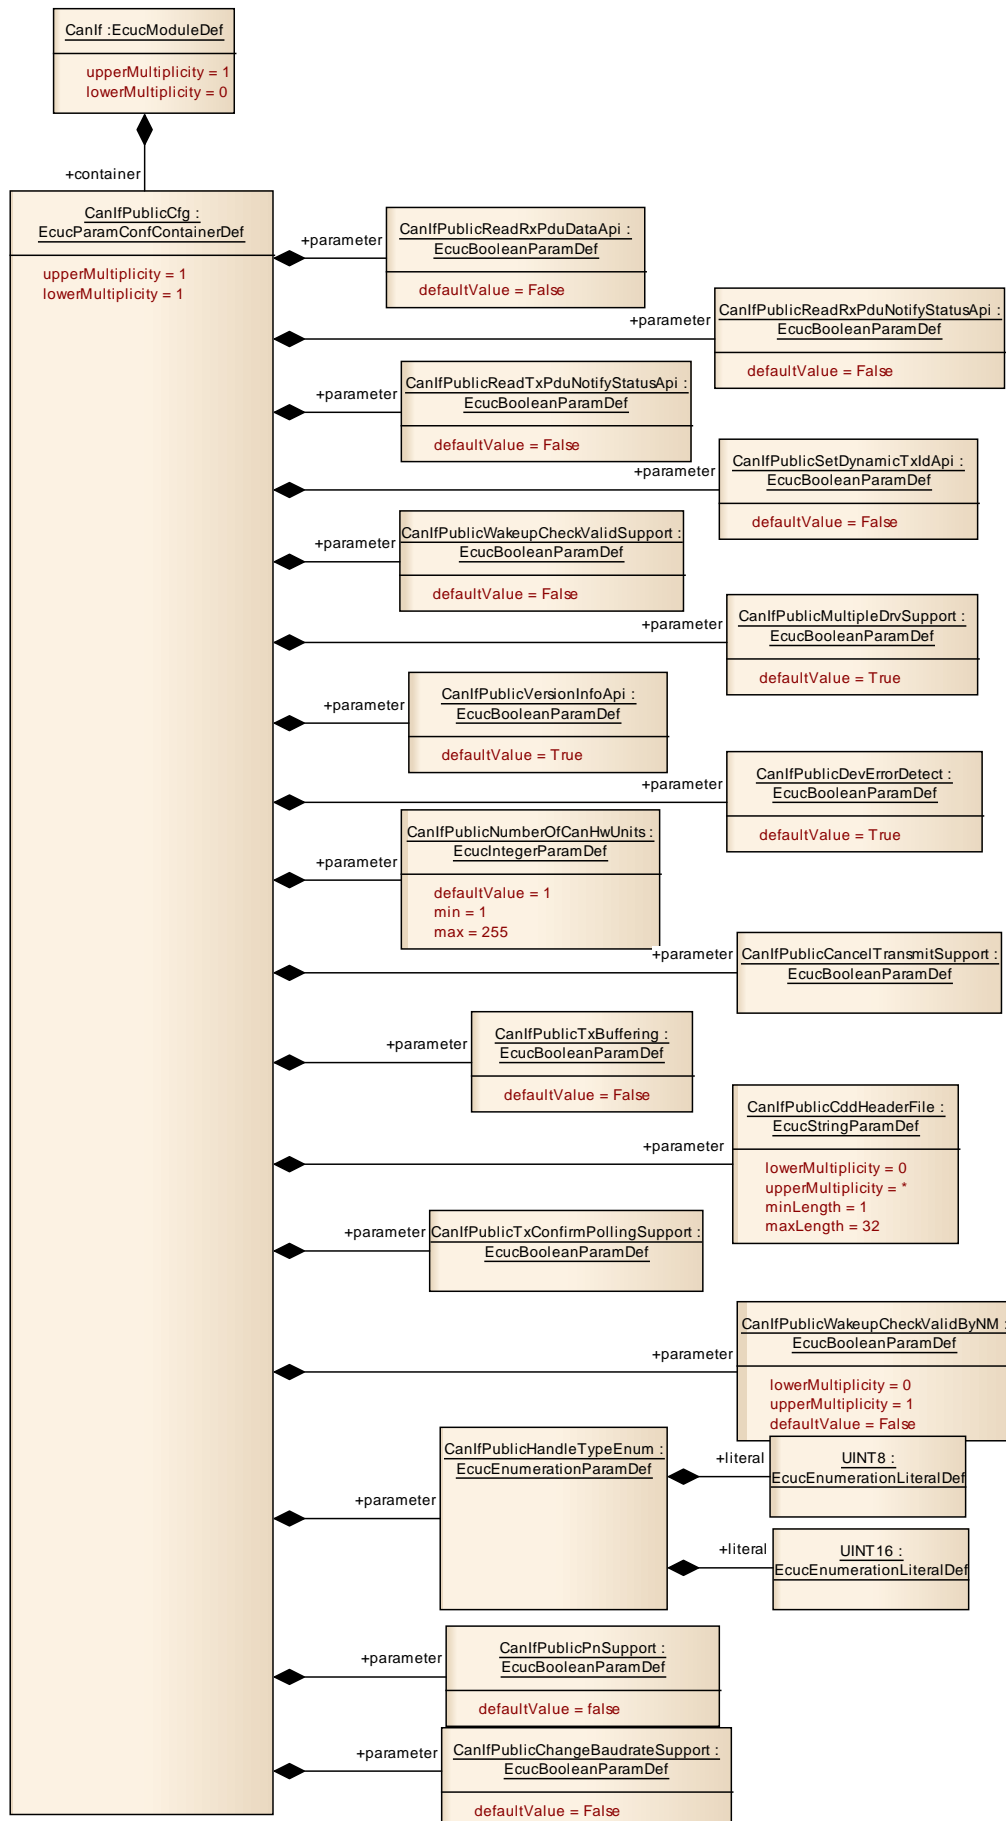 CanIf :EcucModuleDef
upperMultiplicity = 1
lowerMultiplicity = 0
+container
CanIfPublicCfg :
EcucParamConfContainerDef
upperMultiplicity = 1
lowerMultiplicity = 1
+parameter
CanIfPublicReadRxPduDataApi :
EcucBooleanParamDef
defaultValue = False
+parameter
CanIfPublicReadRxPduNotifyStatusApi :
EcucBooleanParamDef
defaultValue = False
+parameter
CanIfPublicReadTxPduNotifyStatusApi :
EcucBooleanParamDef
defaultValue = False
+parameter
CanIfPublicSetDynamicTxIdApi :
EcucBooleanParamDef
defaultValue = False
+parameter
CanIfPublicWakeupCheckValidSupport :
EcucBooleanParamDef
defaultValue = False
+parameter
CanIfPublicMultipleDrvSupport :
EcucBooleanParamDef
defaultValue = True
+parameter
CanIfPublicVersionInfoApi :
EcucBooleanParamDef
defaultValue = True
+parameter
CanIfPublicDevErrorDetect :
EcucBooleanParamDef
defaultValue = True
+parameter
CanIfPublicNumberOfCanHwUnits :
EcucIntegerParamDef
defaultValue = 1
min = 1
max = 255
+parameter
CanIfPublicCancelTransmitSupport :
EcucBooleanParamDef
+parameter
CanIfPublicTxBuffering :
EcucBooleanParamDef
defaultValue = False
+parameter
CanIfPublicCddHeaderFile :
EcucStringParamDef
lowerMultiplicity = 0
upperMultiplicity = *
minLength = 1
maxLength = 32
+parameter
CanIfPublicTxConfirmPollingSupport :
EcucBooleanParamDef
+parameter
CanIfPublicWakeupCheckValidByNM :
EcucBooleanParamDef
lowerMultiplicity = 0
upperMultiplicity = 1
defaultValue = False
+parameter
CanIfPublicHandleTypeEnum :
EcucEnumerationParamDef
+literal
UINT8 :
EcucEnumerationLiteralDef
+literal
UINT16 :
EcucEnumerationLiteralDef
+parameter
CanIfPublicPnSupport :
EcucBooleanParamDef
defaultValue = false
+parameter
CanIfPublicChangeBaudrateSupport :
EcucBooleanParamDef
defaultValue = False